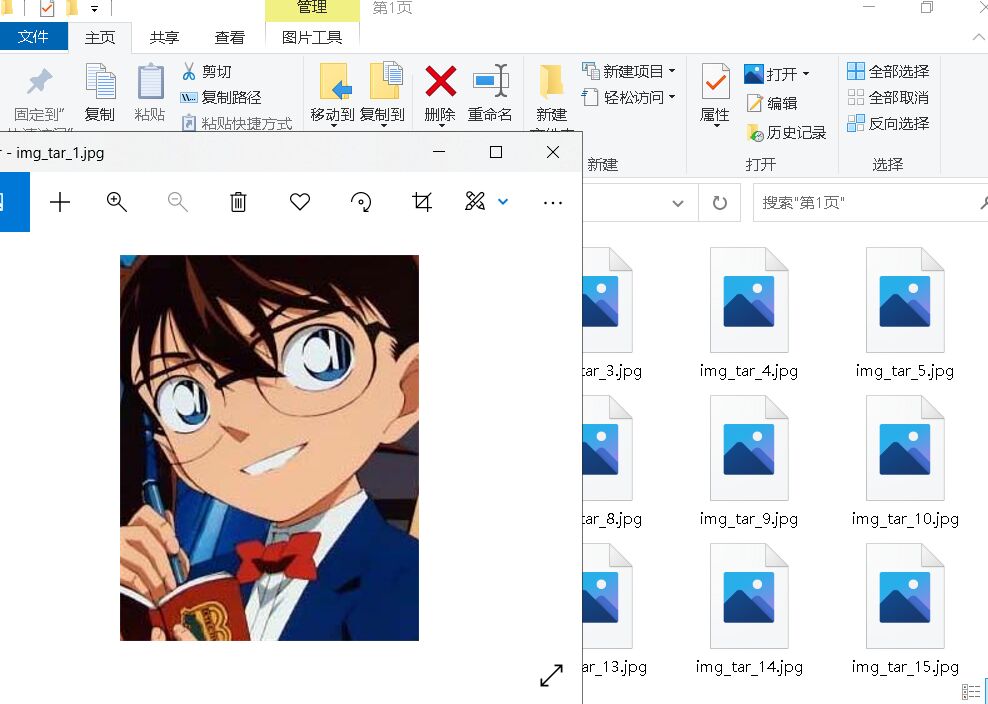 管理
第1页
文件
主页
共享
查看
图片工具
固定到"
复制
粘贴
剪切
复制路径
粘贴快捷方式
移动到
复制到
删除
重命名
新建
新建项目
轻松访问
新建
属性
打开
编辑
历史记录
打开
全部选择
全部取消
反向选择
选择
- img_tar_1.jpg
搜索"第1页"
tar_3.jpg
img_tar_4.jpg
img_tar_5.jpg
tar_8.jpg
img_tar_9.jpg
img_tar_10.jpg
ar_13.jpg
img_tar_14.jpg
img_tar_15.jpg